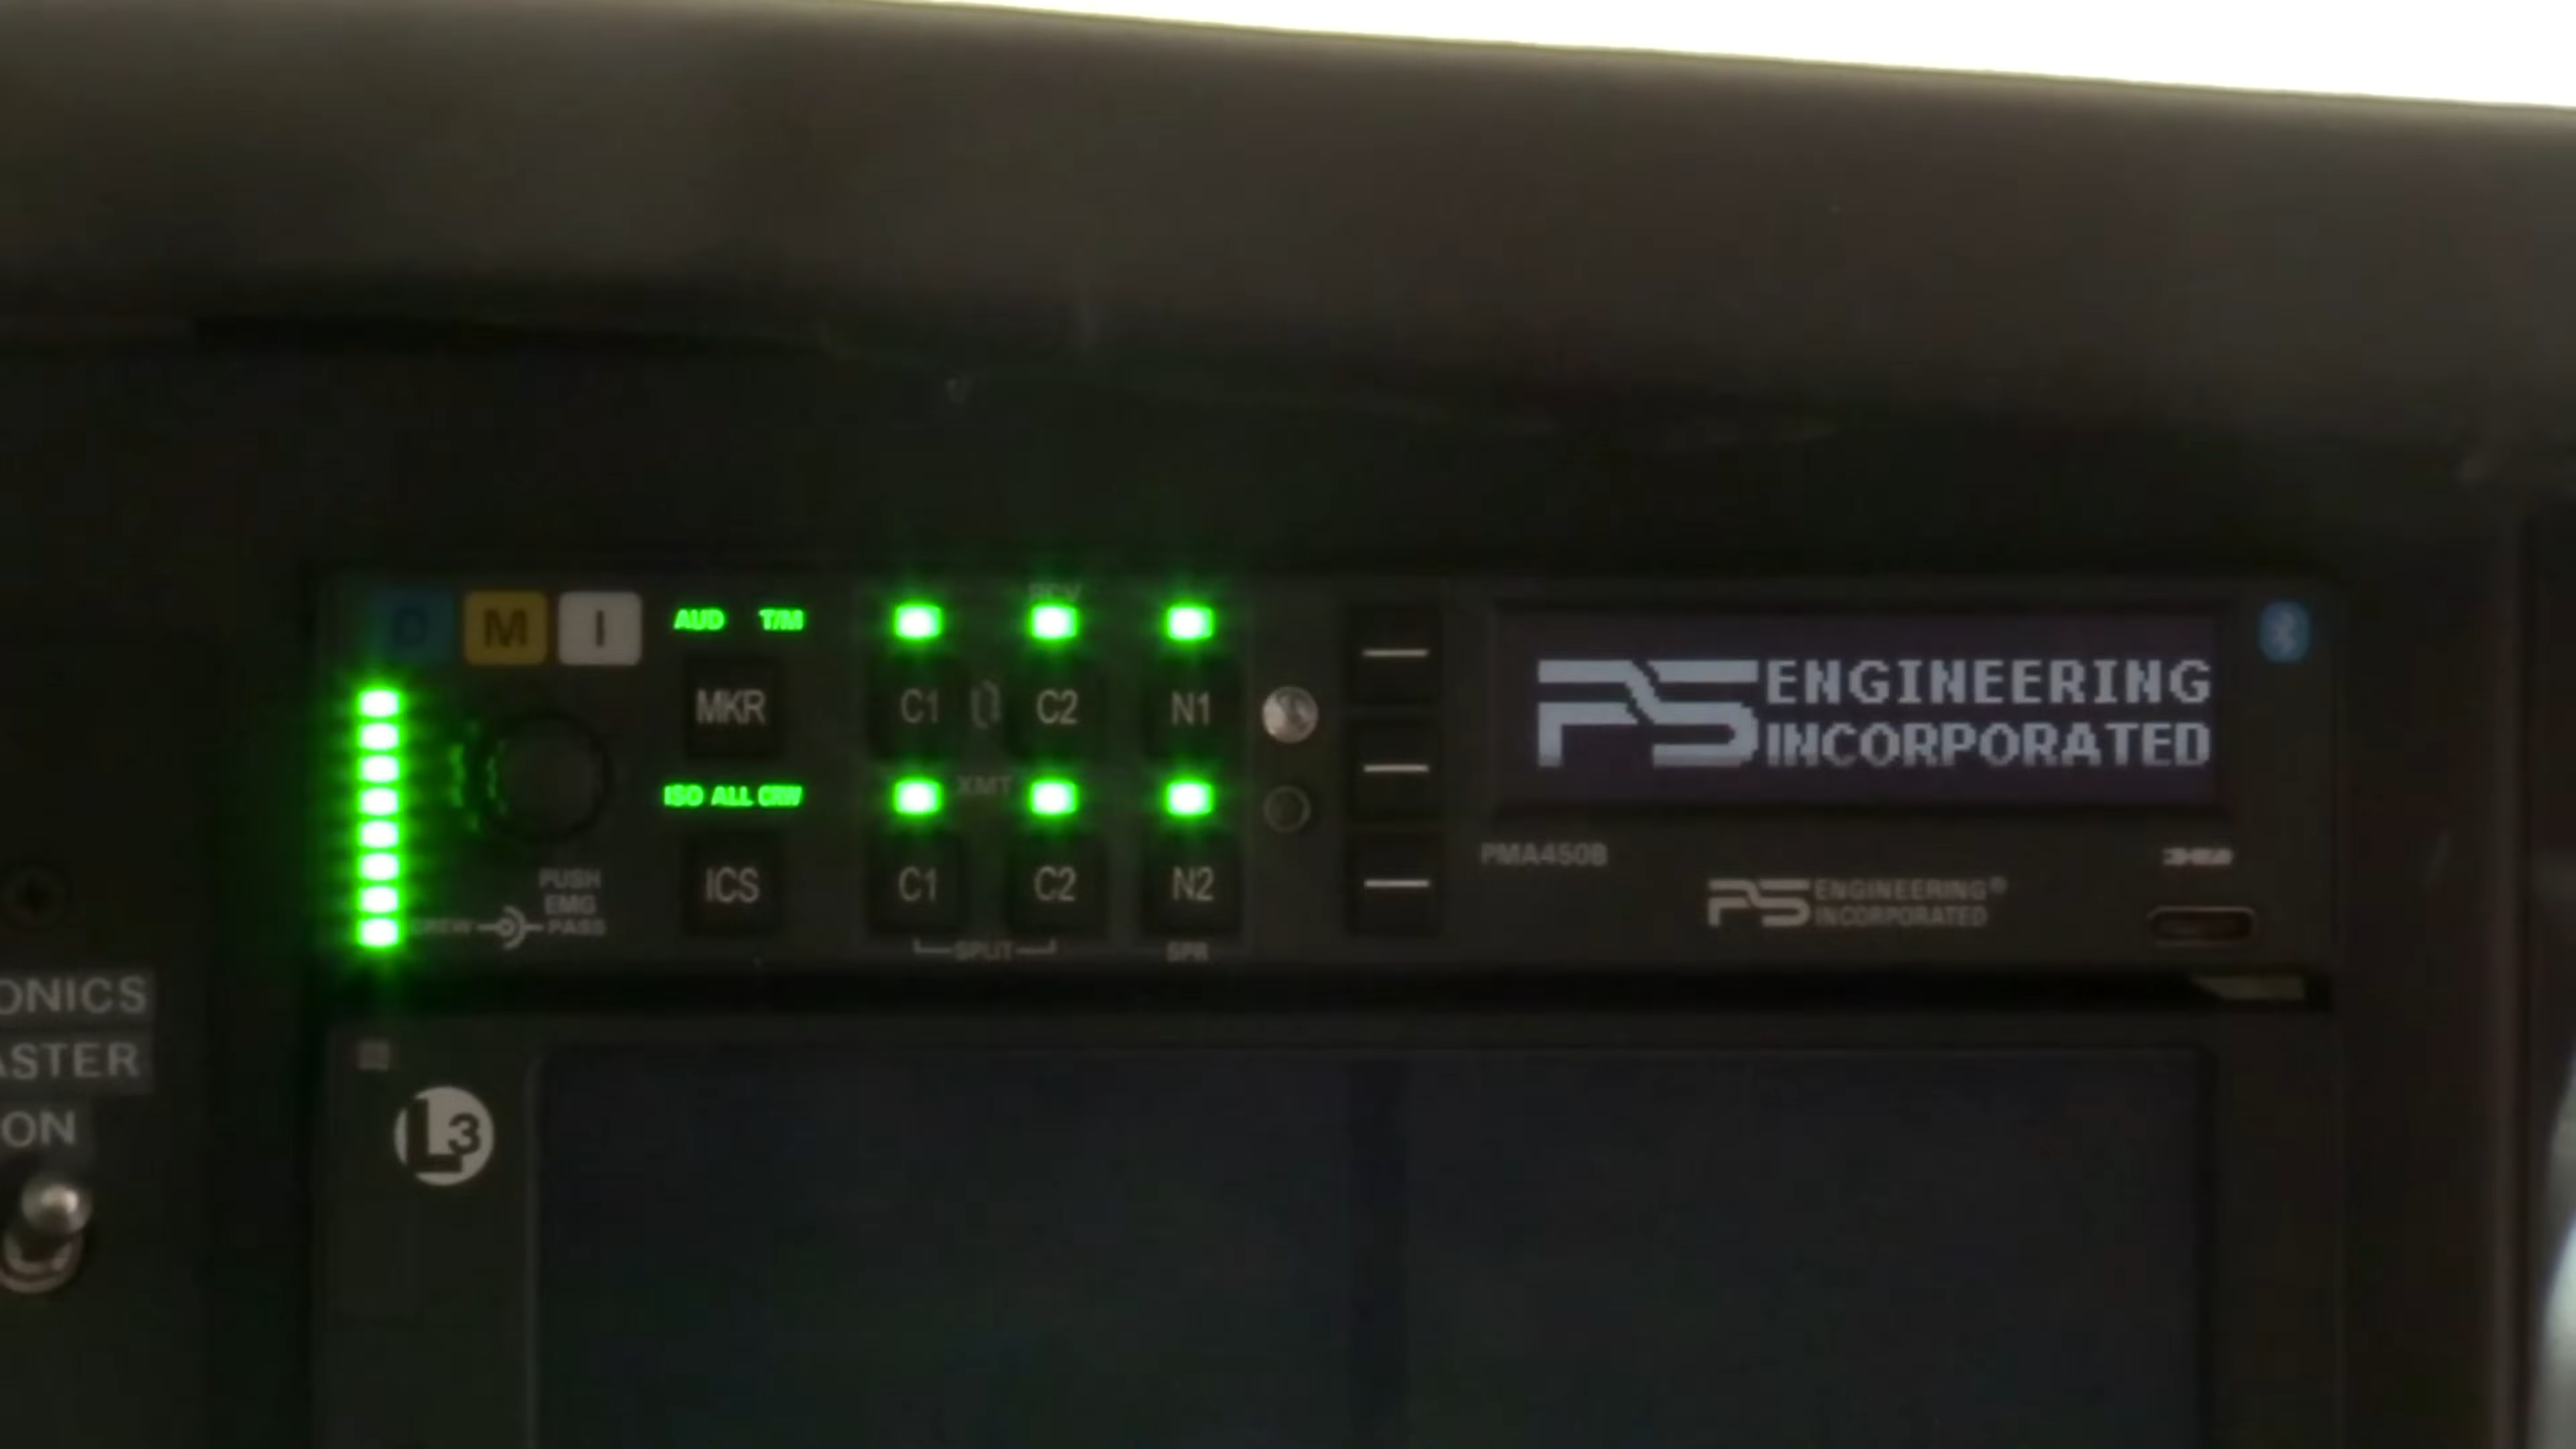 O M I
AUD T/M
RCV
PS ENGINEERING
INCORPORATED
MKR
C1
C2
N1
ISO ALL CRW
XMT
ICS
C1
C2
N2
PUSH
EMG
CREW PASS
SPLIT
SPR
PMA450B
PS ENGINEERING®
INCORPORATED
ONICS
ASTER
ON
L3